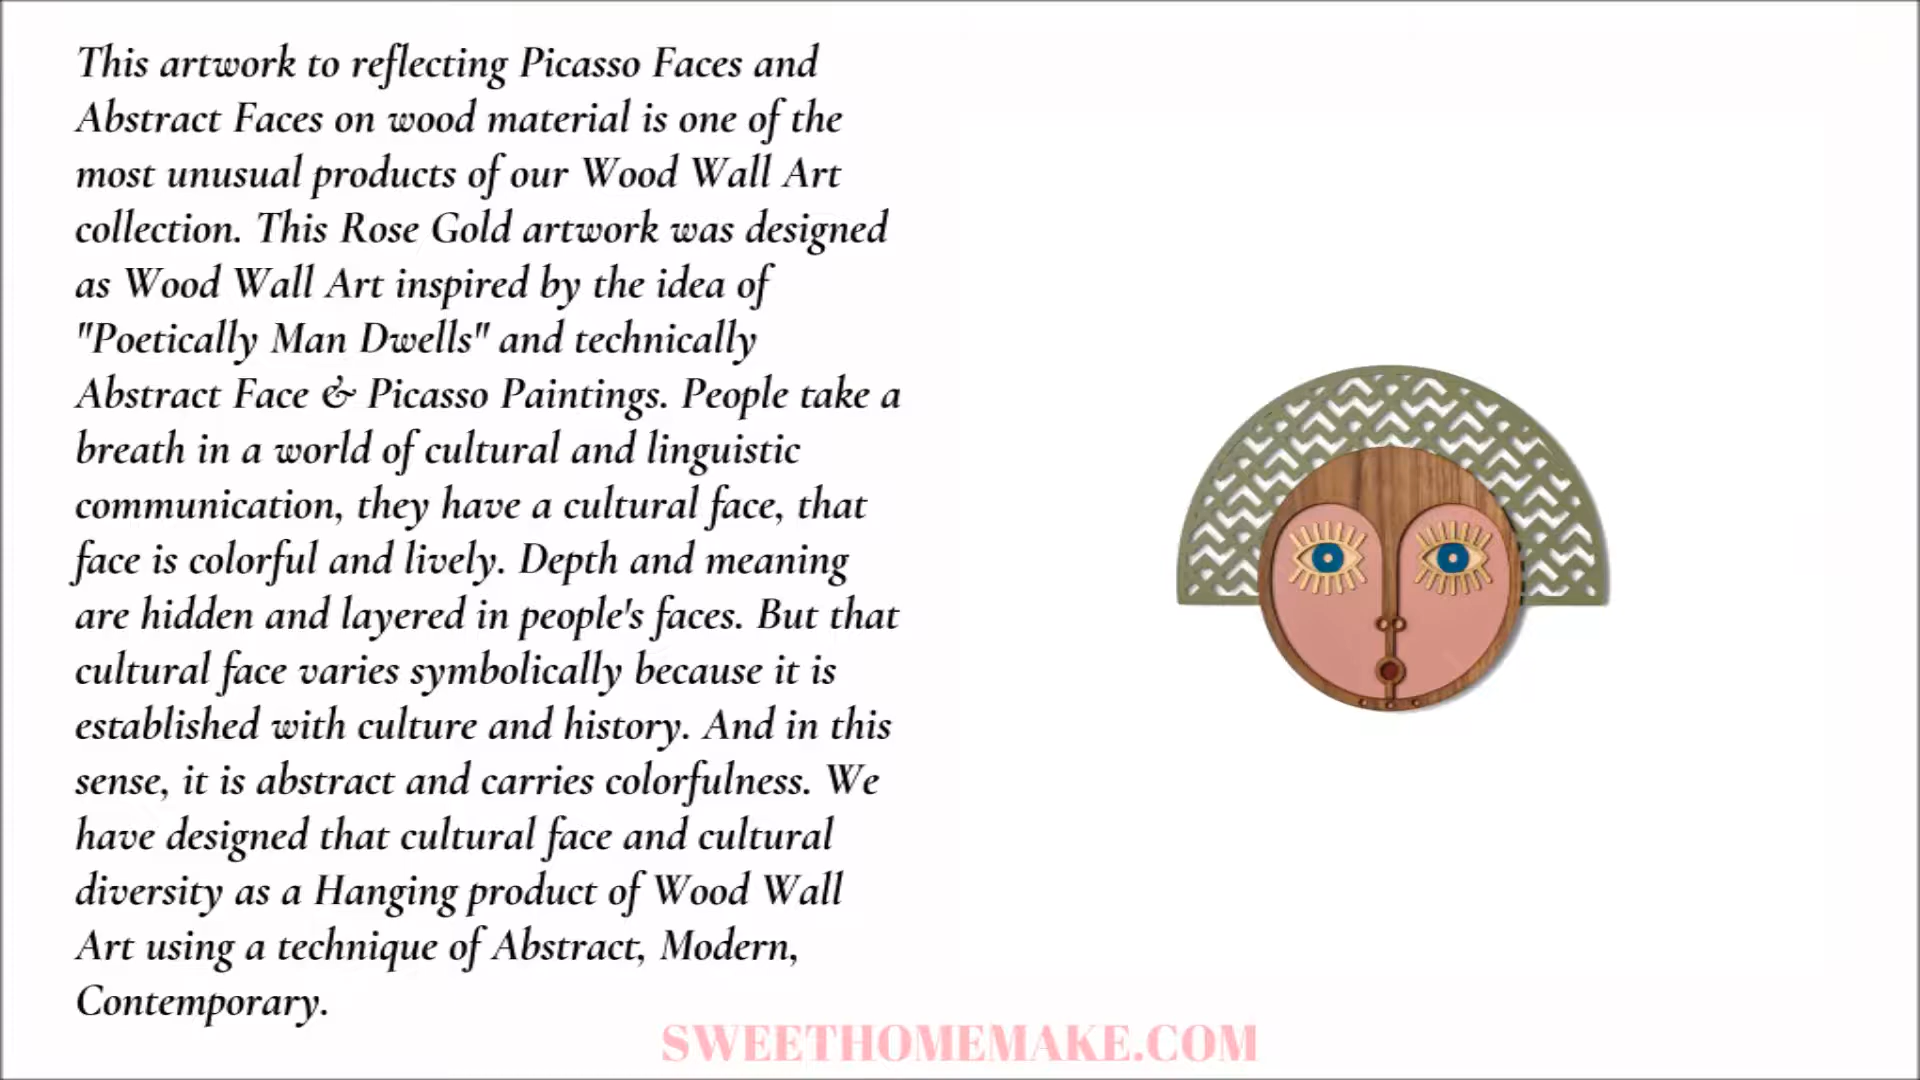 This artwork to reflecting Picasso Faces and
Abstract Faces on wood material is one of the
most unusual products of our Wood Wall Art
collection. This Rose Gold artwork was designed
as Wood Wall Art inspired by the idea of
"Poetically Man Dwells" and technically
Abstract Face & Picasso Paintings. People take a
breath in a world of cultural and linguistic
communication, they have a cultural face, that
face is colorful and lively. Depth and meaning
are hidden and layered in people's faces. But that
cultural face varies symbolically because it is
established with culture and history. And in this
sense, it is abstract and carries colorfulness. We
have designed that cultural face and cultural
diversity as a Hanging product of Wood Wall
Art using a technique of Abstract, Modern,
Contemporary.
SWEETHOMEMAKE.COM